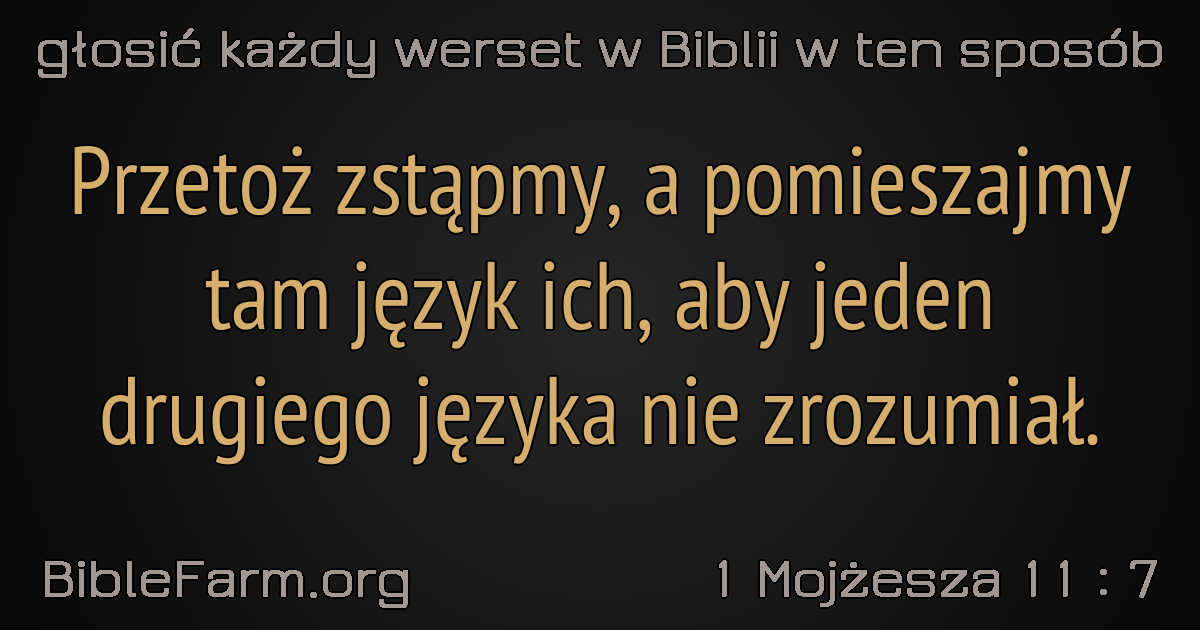 głosić każdy werset w Biblii w ten sposób
Przetoż zstąpmy, a pomieszajmy
tam język ich, aby jeden
drugiego języka nie zrozumiał.
BibleFarm.org
1 Mojżesza 11 : 7